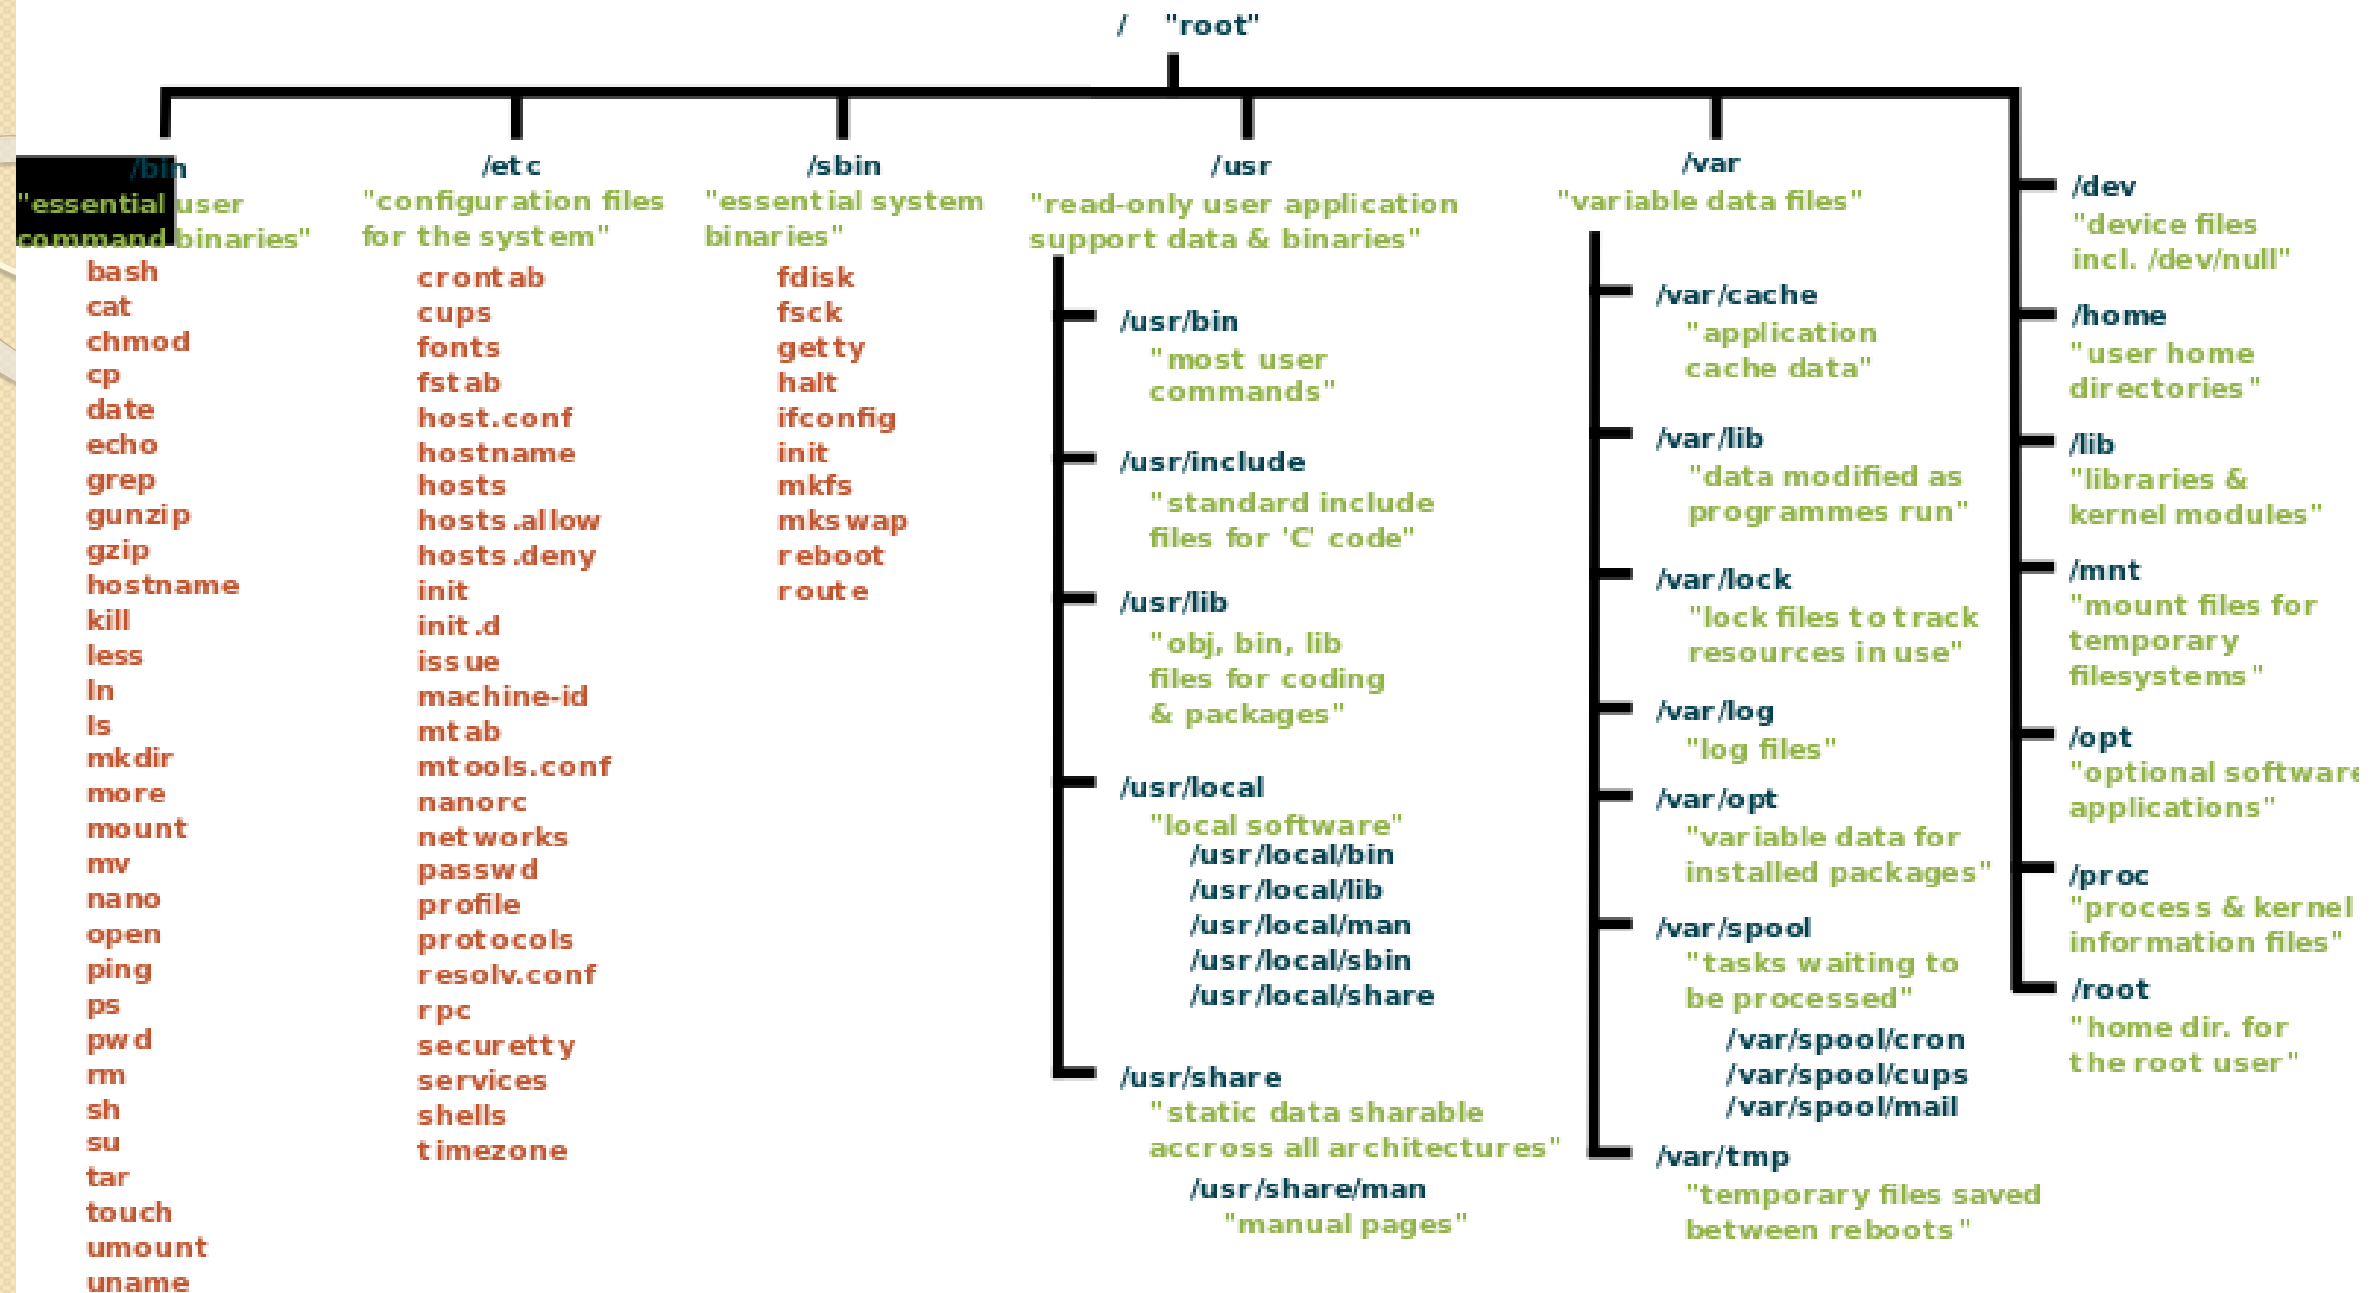 / "root"
/bin
"essential user
command binaries"
bash
cat
chmod
cp
date
echo
grep
gunzip
gzip
hostname
kill
less
ln
ls
mkdir
more
mount
mv
nano
open
ping
ps
pwd
rm
sh
su
tar
touch
umount
uname
/etc
"configuration files
for the system"
crontab
cups
fonts
fstab
host.conf
hostname
hosts
hosts.allow
hosts.deny
init
init.d
issue
machine-id
mtab
mtools.conf
nanorc
networks
passwd
profile
protocols
resolv.conf
rpc
securetty
services
shells
timezone
/sbin
"essential system
binaries"
fdisk
fsck
getty
halt
ifconfig
init
mkfs
mkswap
reboot
route
/usr
"read-only user application
support data & binaries"
/usr/bin
"most user
commands"
/usr/include
"standard include
files for 'C' code"
/usr/lib
"obj, bin, lib
files for coding
& packages"
/usr/local
"local software"
/usr/local/bin
/usr/local/lib
/usr/local/man
/usr/local/sbin
/usr/local/share
/usr/share
"static data sharable
accross all architectures"
/usr/share/man
"manual pages"
/var
"variable data files"
/var/cache
"application
cache data"
/var/lib
"data modified as
programmes run"
/var/lock
"lock files to track
resources in use"
/var/log
"log files"
/var/opt
"variable data for
installed packages"
/var/spool
"tasks waiting to
be processed"
/var/spool/cron
/var/spool/cups
/var/spool/mail
/var/tmp
"temporary files saved
between reboots"
/dev
"device files
incl. /dev/null"
/home
"user home
directories"
/lib
"libraries &
kernel modules"
/mnt
"mount files for
temporary
filesystems"
/opt
"optional software
applications"
/proc
"process & kernel
information files"
/root
"home dir. for
the root user"